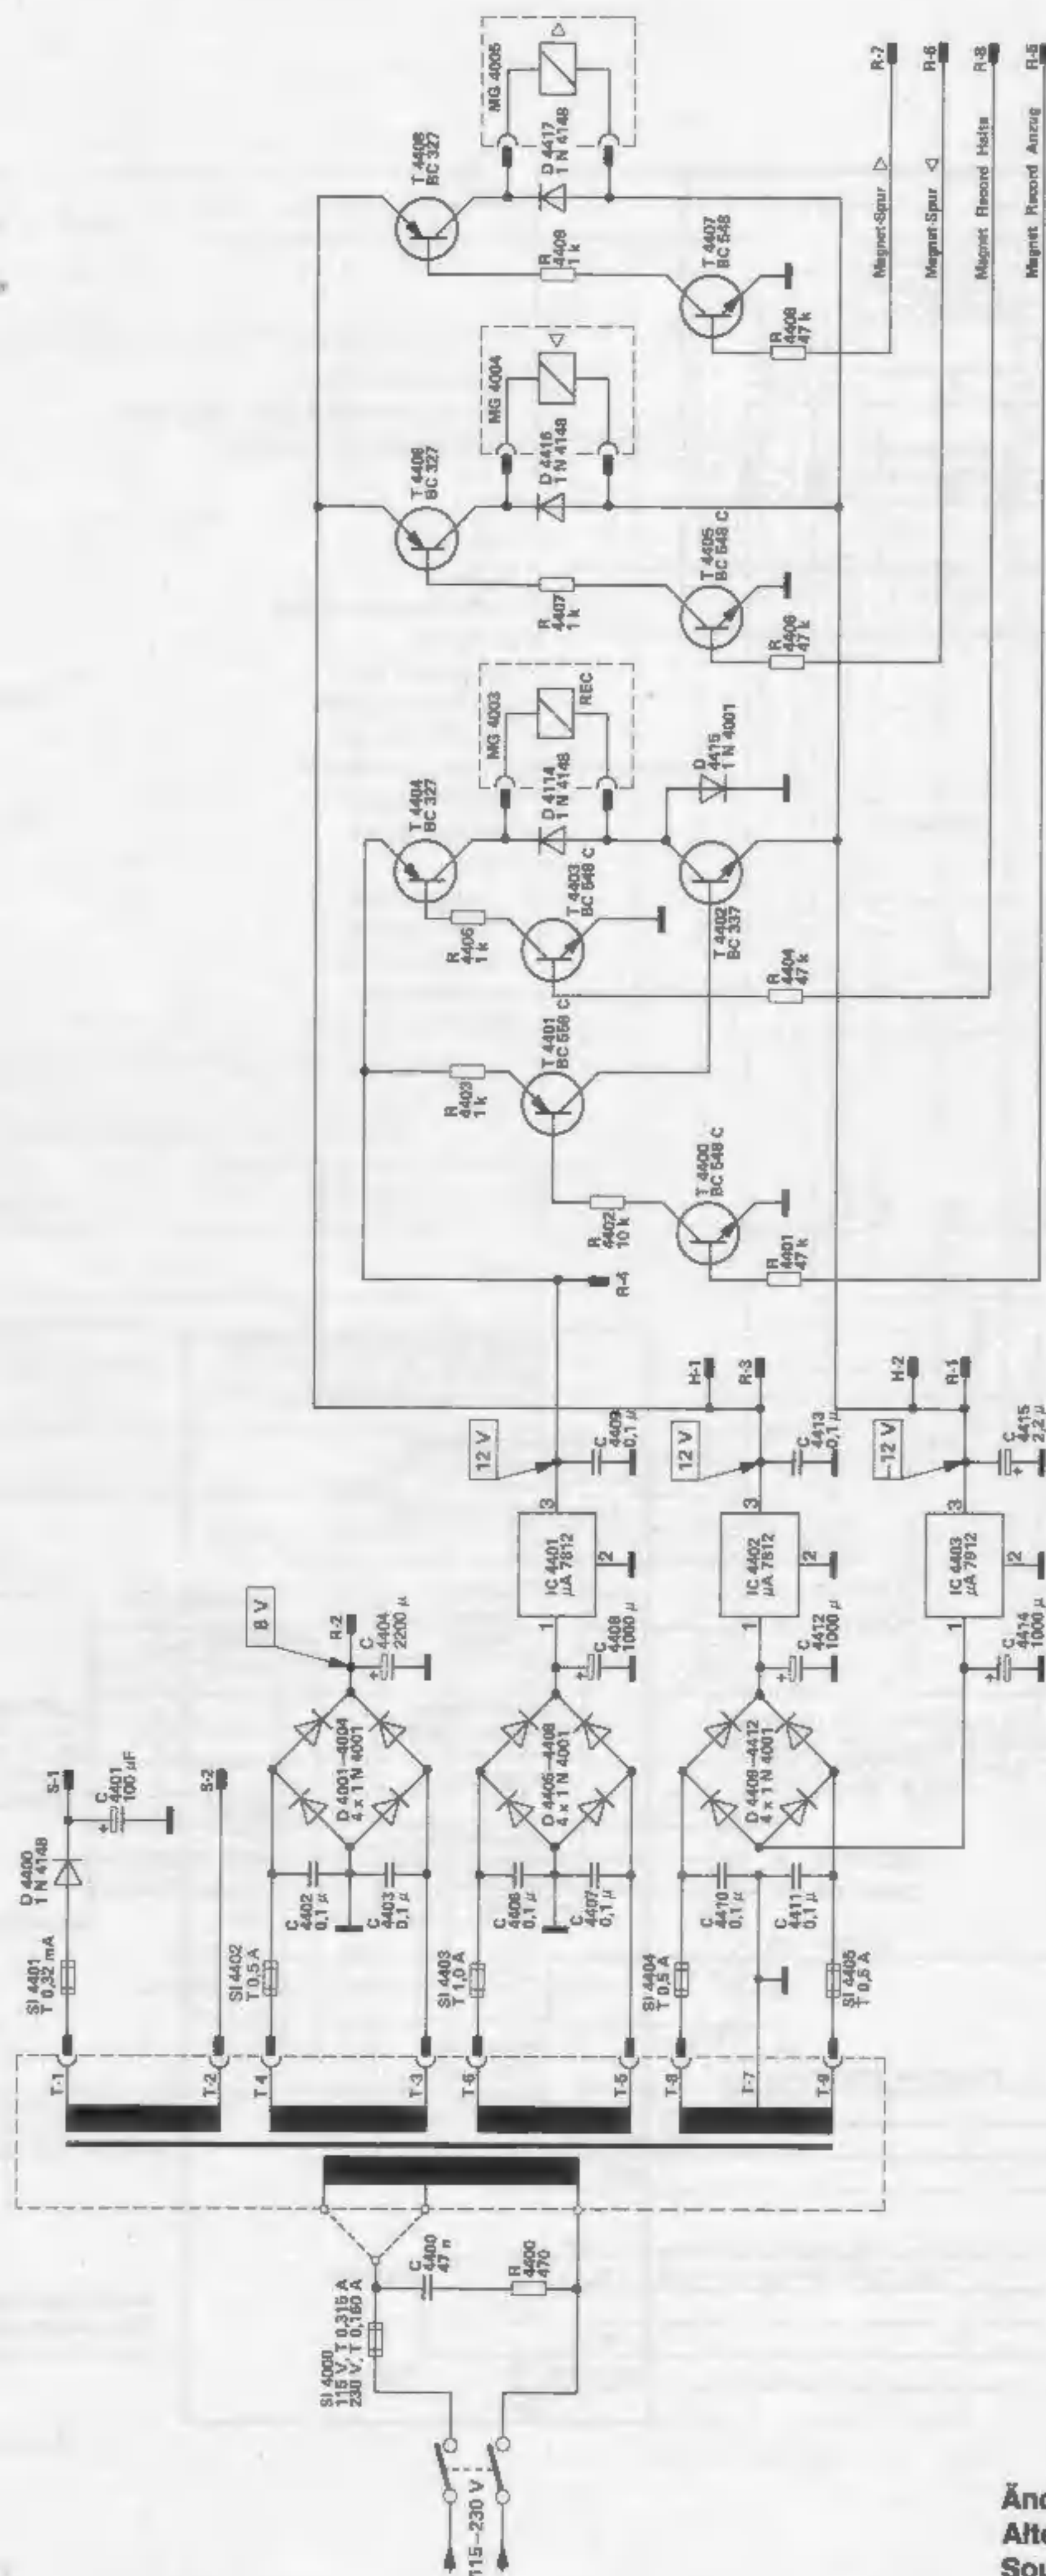 115–230 V
SI 4000
115 V, T 0,315 A
230 V, T 0,160 A
C
4400
47 n
R
4400
470
T-1
T-2
T 4
T-3
T-6
T-5
T-8
T-7
T-9
SI 4401
T 0,32 mA
D 4400
1 N 4148
S-1
C
4401
100 µF
S-2
SI 4402
T 0,5 A
C
4402
0,1 µ
C
4403
0,1 µ
D 4001–4004
4 x 1 N 4001
8 V
R-2
C
4404
2200 µ
SI 4403
T 1,0 A
C
4406
0,1 µ
C
4407
0,1 µ
D 4405–4408
4 x 1 N 4001
C
4408
1000 µ
1
IC 4401
µA 7812
2
3
12 V
C
4409
0,1 µ
R-4
SI 4404
T 0,5 A
SI 4405
T 0,5 A
C
4410
0,1 µ
C
4411
0,1 µ
D 4409–4412
4 x 1 N 4001
C
4412
1000 µ
1
IC 4402
µA 7812
2
3
12 V
C
4413
0,1 µ
H-1
R-3
C
4414
1000 µ
1
IC 4403
µA 7912
2
3
–12 V
C
4415
2,2 µ
H-2
R-1
R
4401
47 k
T 4400
BC 548 C
R
4402
10 k
T 4401
BC 558 C
R
4403
1 k
R
4404
47 k
T 4403
BC 548 C
R
4405
1 k
T 4402
BC 337
T 4404
BC 327
D 4114
1 N 4148
MG 4003
REC
D
4415
1 N 4001
R
4406
47 k
T 4405
BC 548 C
R
4407
1 k
T 4406
BC 327
D 4416
1 N 4148
MG 4004
R
4408
47 k
T 4407
BC 548
R
4409
1 k
T 4408
BC 327
D 4417
1 N 4148
MG 4005
Magnet-Spur ▷
R-7
Magnet-Spur ◁
R-6
Magnet Record Halte
R-8
Magnet Record Anzug
R-5